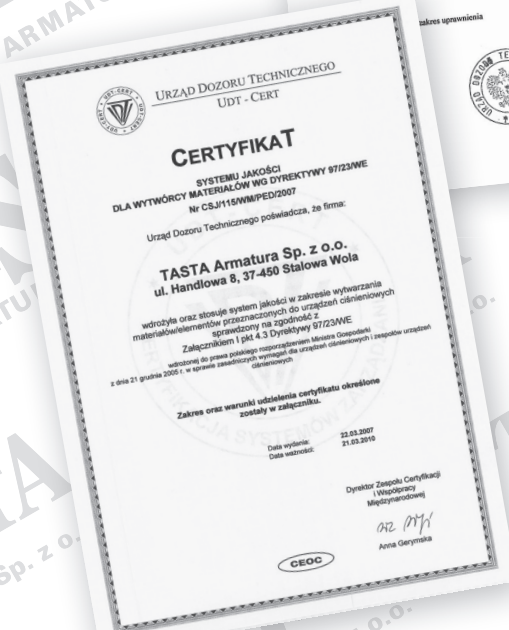 zakres uprawnienia
URZĄD DOZORU TE
URZĄD DOZORU TECHNICZNEGO
UDT - CERT
UDT-CERT
CERTYFIKAT
SYSTEMU JAKOŚCI
DLA WYTWÓRCY MATERIAŁÓW WG DYREKTYWY 97/23/WE
Nr CSJ/115/WM/PED/2007
Urząd Dozoru Technicznego poświadcza, że firma:
TASTA Armatura Sp. z o.o.
ul. Handlowa 8, 37-450 Stalowa Wola
wdrożyła oraz stosuje system jakości w zakresie wytwarzania
materiałów/elementów przeznaczonych do urządzeń ciśnieniowych
sprawdzony na zgodność z
Załącznikiem I pkt 4.3 Dyrektywy 97/23/WE
wdrożonej do prawa polskiego rozporządzeniem Ministra Gospodarki
z dnia 21 grudnia 2005 r. w sprawie zasadniczych wymagań dla urządzeń ciśnieniowych i zespołów urządzeń
ciśnieniowych
Zakres oraz warunki udzielenia certyfikatu określone
zostały w załączniku.
Data wydania: 22.03.2007
Data ważności: 21.03.2010
Dyrektor Zespołu Certyfikacji
i Współpracy
Międzynarodowej
Anna Gerymska
CEOC